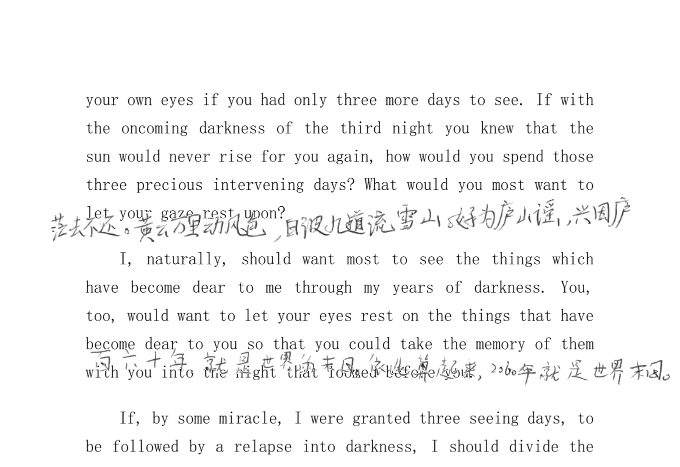 your own eyes if you had only three more days to see. If with
the oncoming darkness of the third night you knew that the
sun would never rise for you again, how would you spend those
three precious intervening days? What would you most want to
let your gaze rest upon?
茫去不还。黄云万里动风色,白波九道流雪山。好为庐山谣,兴因庐
I, naturally, should want most to see the things which
have become dear to me through my years of darkness. You,
too, would want to let your eyes rest on the things that have
become dear to you so that you could take the memory of them
百六十年就是世界的末日。依此算起来,2060年就是世界末日。
with you into the night that loomed before you.
If, by some miracle, I were granted three seeing days, to
be followed by a relapse into darkness, I should divide the